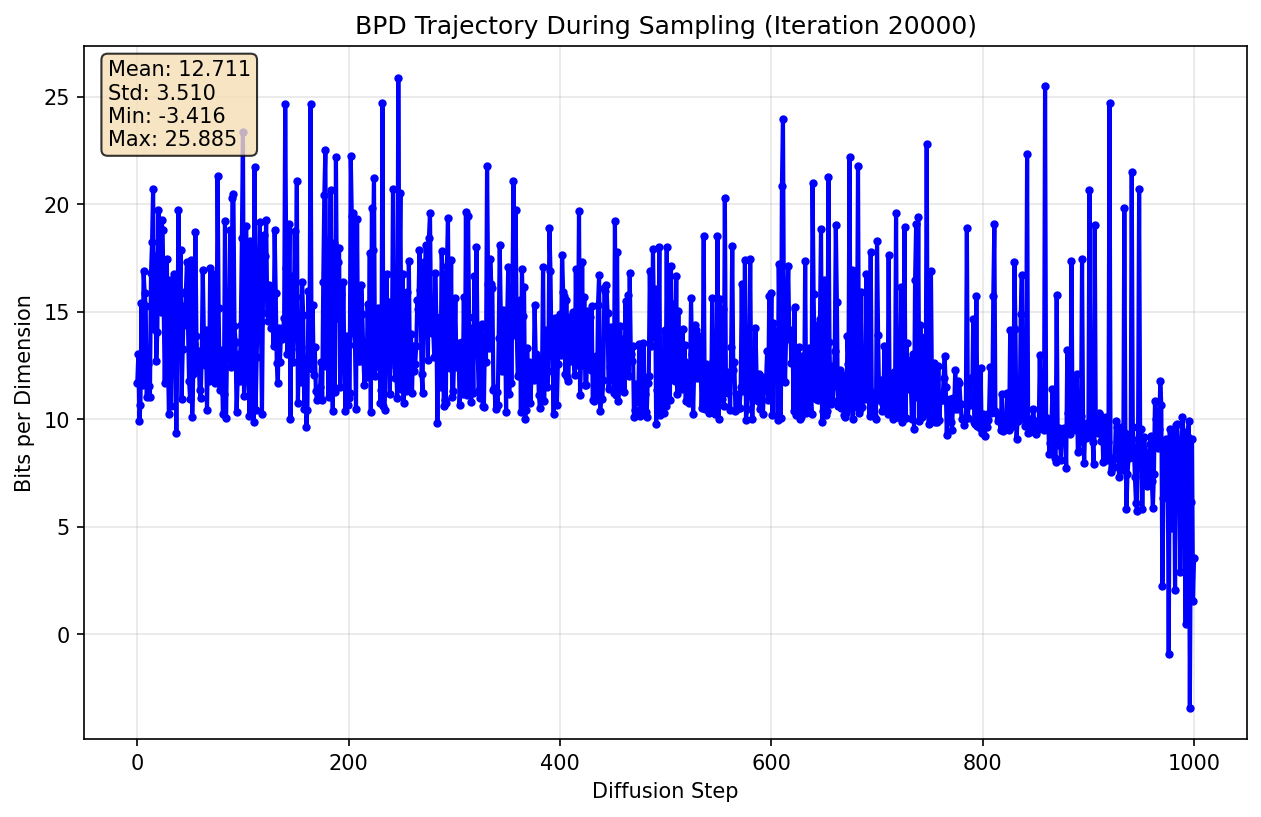 BPD Trajectory During Sampling (Iteration 20000)
Mean: 12.711
Std: 3.510
Min: -3.416
Max: 25.885
25
20
15
10
5
0
Bits per Dimension
0 200 400 600 800 1000
Diffusion Step